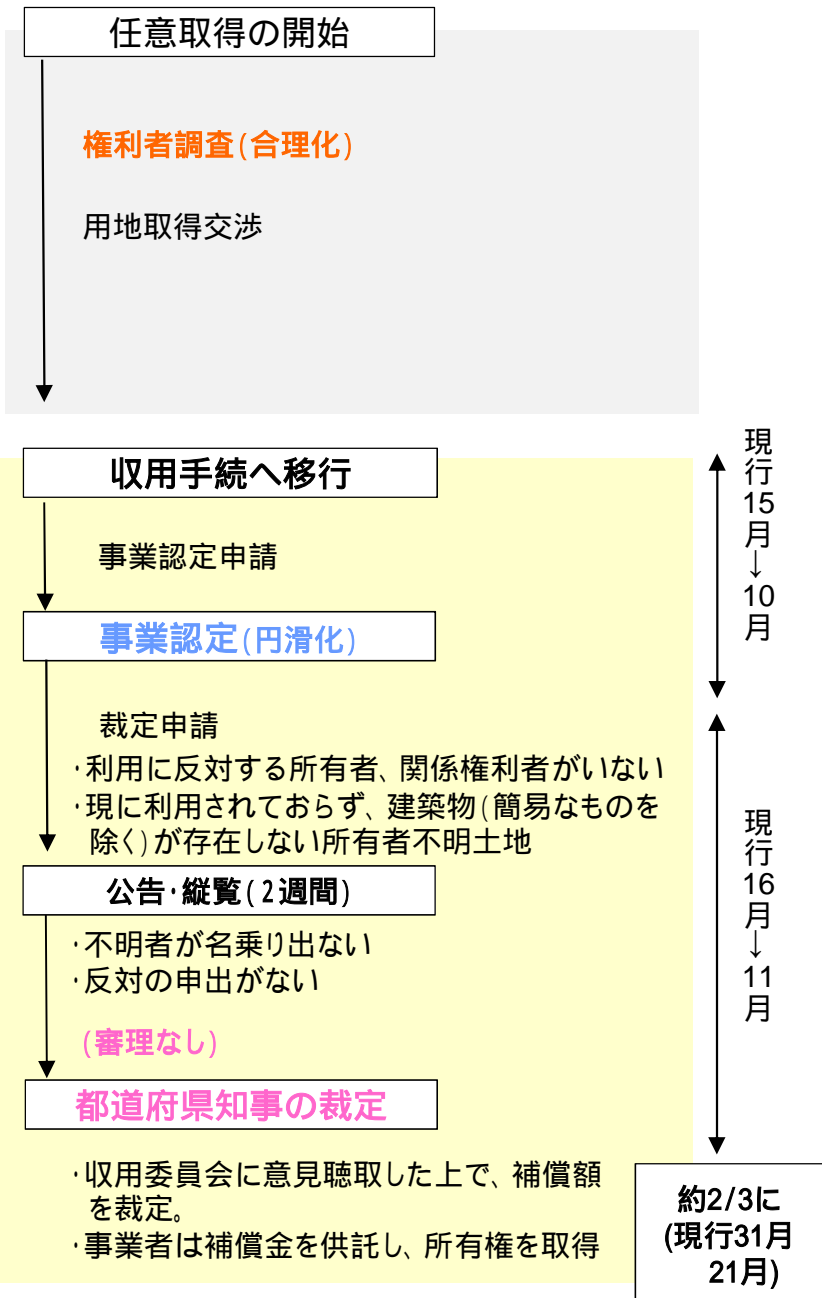 任意取得の開始
権利者調査(合理化)
用地取得交渉
収用手続へ移行
事業認定申請
事業認定(円滑化)
裁定申請
・利用に反対する所有者、関係権利者がいない
・現に利用されておらず、建築物(簡易なものを
除く)が存在しない所有者不明土地
公告・縦覧(2週間)
・不明者が名乗り出ない
・反対の申出がない
(審理なし)
都道府県知事の裁定
・収用委員会に意見聴取した上で、補償額
を裁定。
・事業者は補償金を供託し、所有権を取得
現行15月→10月
現行16月→11月
約2/3に
(現行31月
21月)